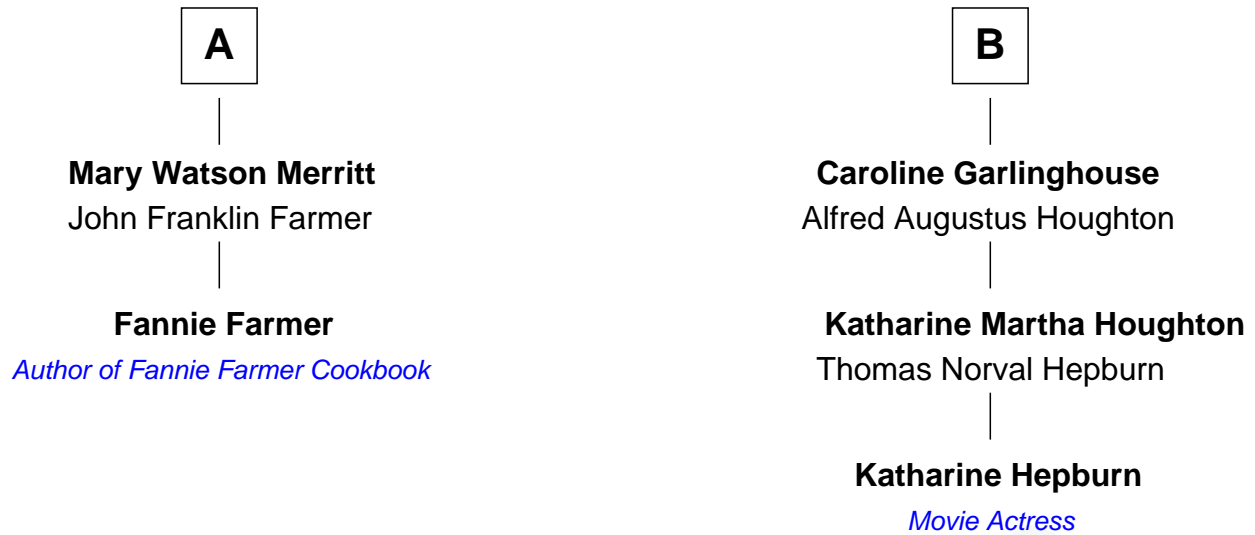 A
Mary Watson Merritt
John Franklin Farmer
Fannie Farmer
Author of Fannie Farmer Cookbook
B
Caroline Garlinghouse
Alfred Augustus Houghton
Katharine Martha Houghton
Thomas Norval Hepburn
Katharine Hepburn
Movie Actress